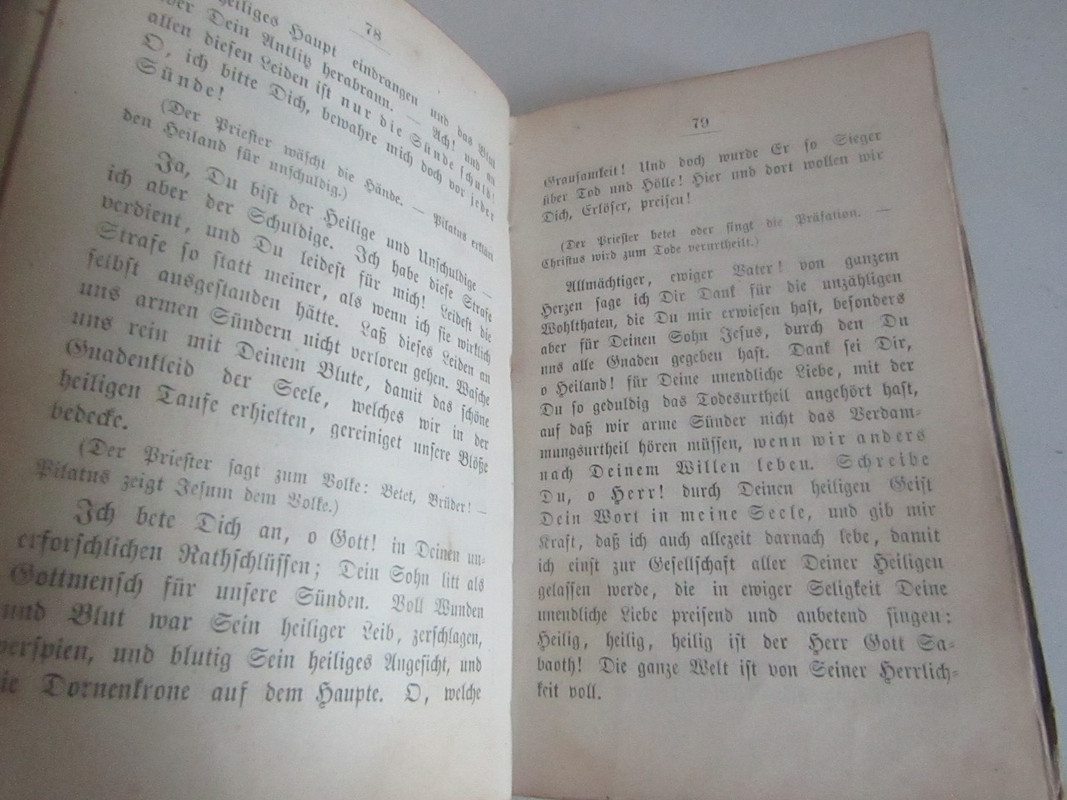 78
heiliges Haupt eindrangen und das Blut
über Dein Antlitz herabrann. — Ach! und an
allen diesen Leiden ist nur die Sünde schuld!
O, ich bitte Dich, bewahre mich doch vor jeder
Sünde!
(Der Priester wäscht die Hände. — Pilatus erklärt
den Heiland für unschuldig.)
Ja, Du bist der Heilige und Unschuldige —
ich aber der Schuldige. Ich habe diese Strafe
verdient, und Du leidest für mich! Leidest die
Strafe so statt meiner, als wenn ich sie wirklich
selbst ausgestanden hätte. Laß dieses Leiden an
uns armen Sündern nicht verloren gehen. Wasche
uns rein mit Deinem Blute, damit das schöne
Gnadenkleid der Seele, welches wir in der
heiligen Taufe erhielten, gereiniget unsere Blöße
bedecke.
(Der Priester sagt zum Volke: Betet, Brüder! —
Pilatus zeigt Jesum dem Volke.)
Ich bete Dich an, o Gott! in Deinen un-
erforschlichen Rathschlüssen; Dein Sohn litt als
Gottmensch für unsere Sünden. Voll Wunden
und Blut war Sein heiliger Leib, zerschlagen,
verspien, und blutig Sein heiliges Angesicht, und
die Dornenkrone auf dem Haupte. O, welche
79
Grausamkeit! Und doch wurde Er so Sieger
über Tod und Hölle! Hier und dort wollen wir
Dich, Erlöser, preisen!
(Der Priester betet oder singt die Präfation. —
Christus wird zum Tode verurtheilt.)
Allmächtiger, ewiger Vater! von ganzem
Herzen sage ich Dir Dank für die unzähligen
Wohlthaten, die Du mir erwiesen hast, besonders
aber für Deinen Sohn Jesus, durch den Du
uns alle Gnaden gegeben hast. Dank sei Dir,
o Heiland! für Deine unendliche Liebe, mit der
Du so geduldig das Todesurtheil angehört hast,
auf daß wir arme Sünder nicht das Verdam-
mungsurtheil hören müssen, wenn wir anders
nach Deinem Willen leben. Schreibe
Du, o Herr! durch Deinen heiligen Geist
Dein Wort in meine Seele, und gib mir
Kraft, daß ich auch allezeit darnach lebe, damit
ich einst zur Gesellschaft aller Deiner Heiligen
gelassen werde, die in ewiger Seligkeit Deine
unendliche Liebe preisend und anbetend singen:
Heilig, heilig, heilig ist der Herr Gott Sa-
baoth! Die ganze Welt ist von Seiner Herrlich-
keit voll.